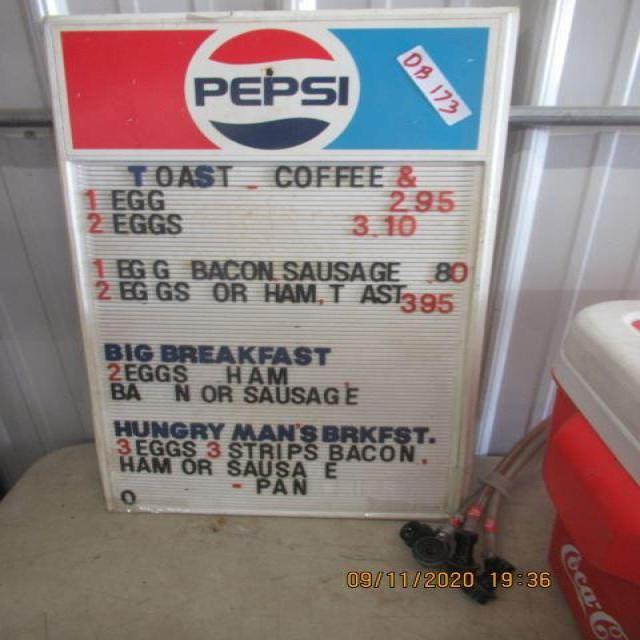 PEPSI
DB 173
TOAST - COFFEE &
1 EGG 2.95
2 EGGS 3.10
1 EGG BACON SAUSAGE .80
2 EGGS OR HAM, T AST 395
BIG BREAKFAST
2EGGS HAM
BA N OR SAUSAGE
HUNGRY MAN'S BRKFST.
3 EGGS 3 STRIPS BACON.
HAM OR SAUSA E
- PAN
O
Coca-C
09/11/2020 19:36